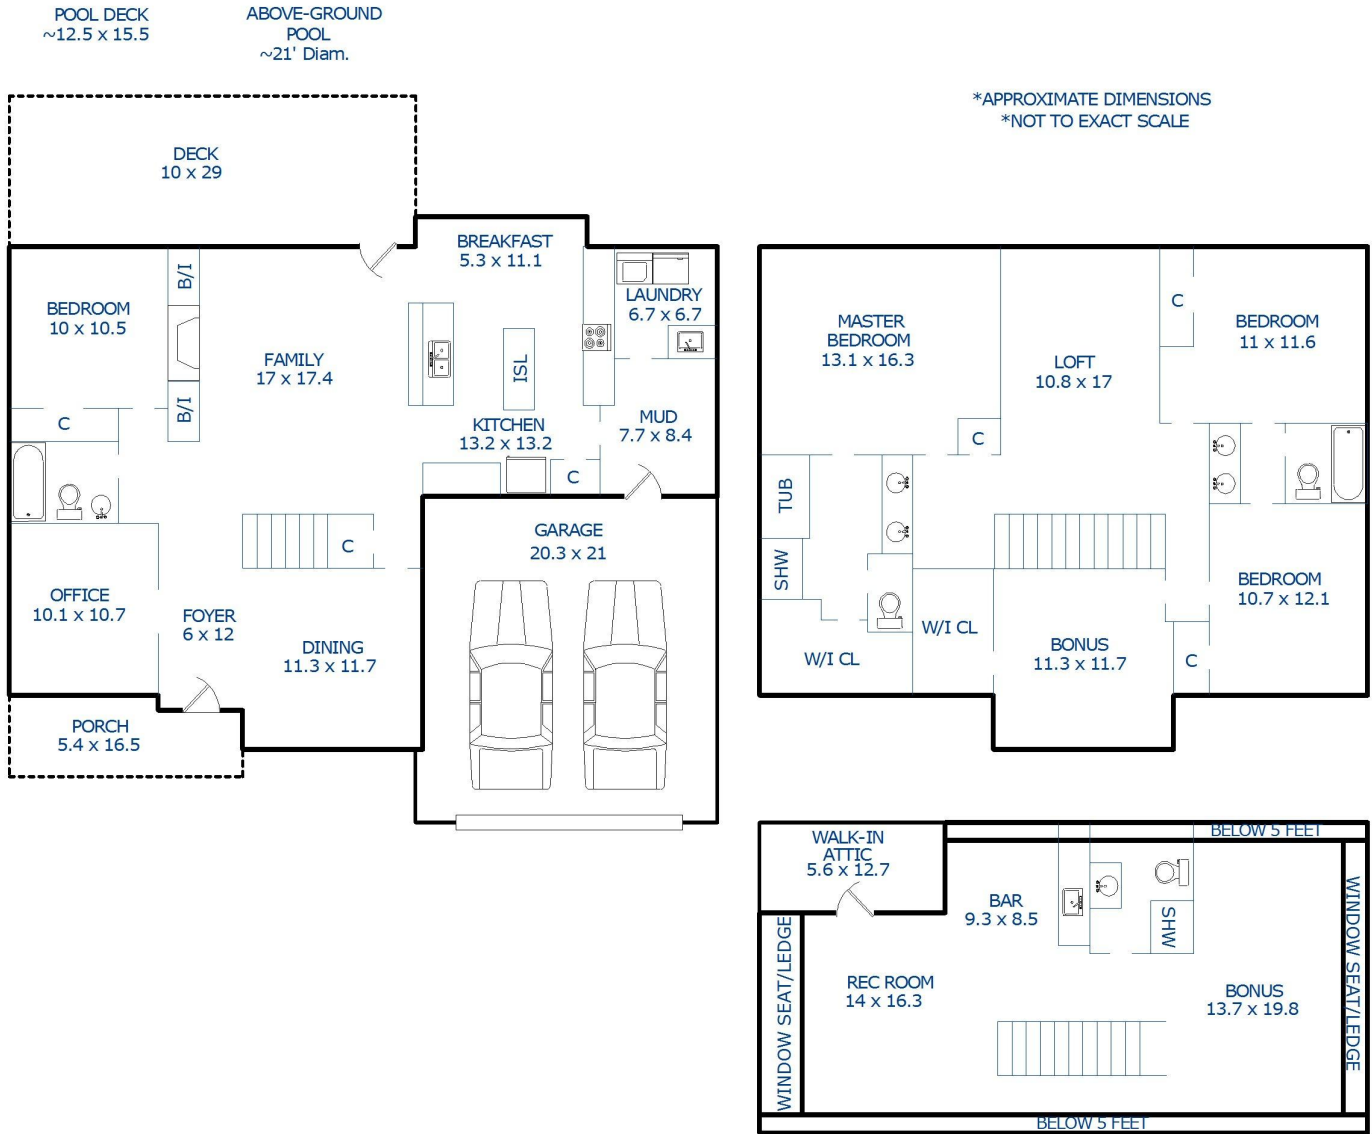 POOL DECK
~12.5 x 15.5
ABOVE-GROUND
POOL
~21' Diam.
*APPROXIMATE DIMENSIONS
*NOT TO EXACT SCALE
DECK
10 x 29
BREAKFAST
5.3 x 11.1
B/I
BEDROOM
10 x 10.5
LAUNDRY
6.7 x 6.7
FAMILY
17 x 17.4
ISL
B/I
C
KITCHEN
13.2 x 13.2
MUD
7.7 x 8.4
C
GARAGE
20.3 x 21
C
OFFICE
10.1 x 10.7
FOYER
6 x 12
DINING
11.3 x 11.7
PORCH
5.4 x 16.5
MASTER
BEDROOM
13.1 x 16.3
LOFT
10.8 x 17
C
BEDROOM
11 x 11.6
C
TUB
SHW
W/I CL
W/I CL
BONUS
11.3 x 11.7
BEDROOM
10.7 x 12.1
C
WALK-IN
ATTIC
5.6 x 12.7
BELOW 5 FEET
BAR
9.3 x 8.5
SHW
WINDOW SEAT/LEDGE
REC ROOM
14 x 16.3
BONUS
13.7 x 19.8
WINDOW SEAT/LEDGE
BELOW 5 FEET